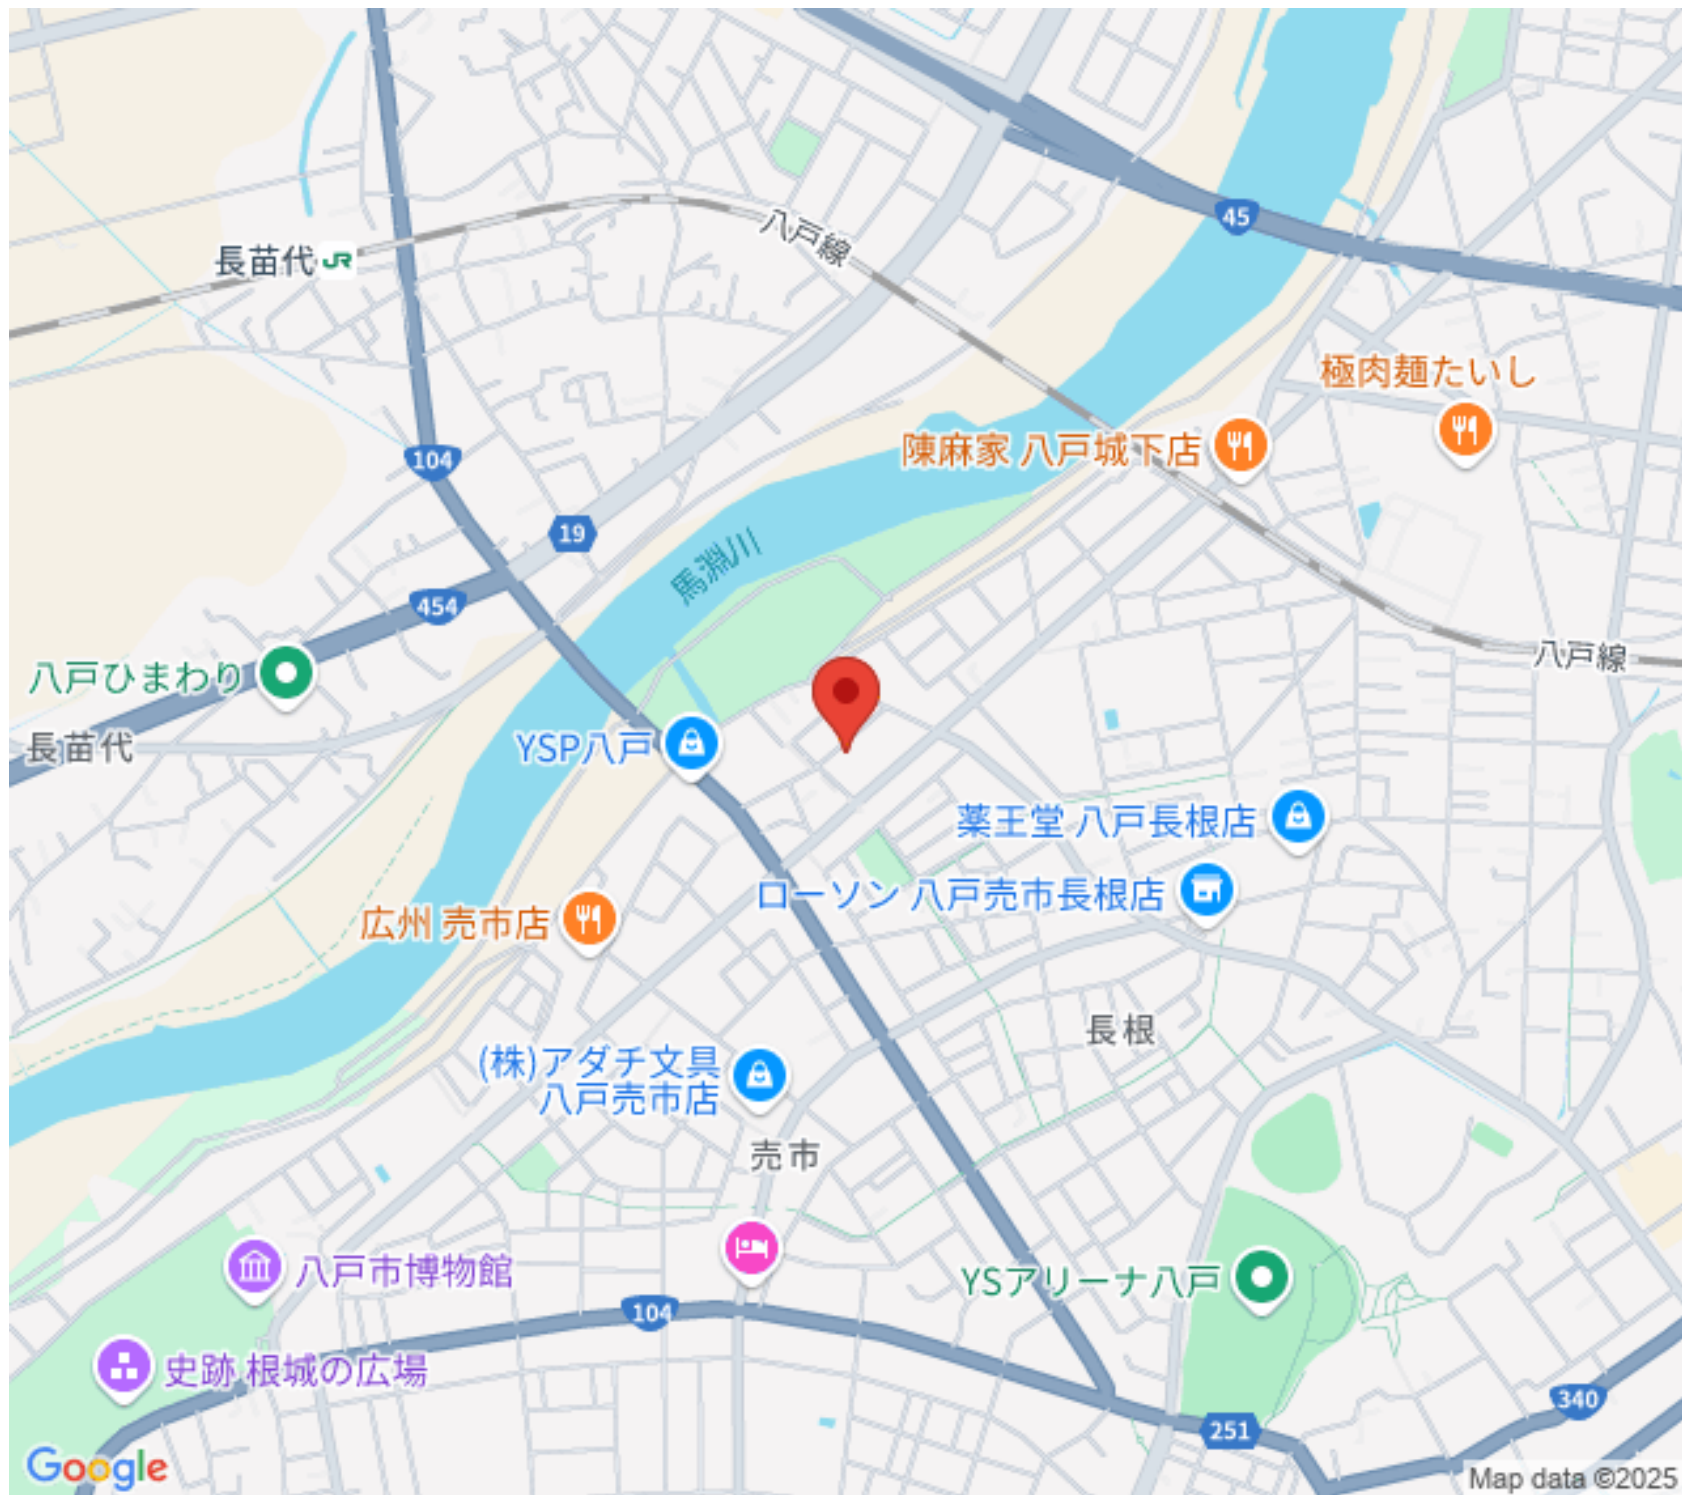 45
八戸線
長苗代
JR
極肉麺たいし
陳麻家 八戸城下店
104
19
馬淵川
454
八戸線
八戸ひまわり
長苗代
YSP八戸
薬王堂 八戸長根店
ローソン 八戸売市長根店
広州 売市店
長根
(株)アダチ文具
八戸売市店
売市
八戸市博物館
YSアリーナ八戸
104
史跡 根城の広場
340
251
Google
Map data ©2025